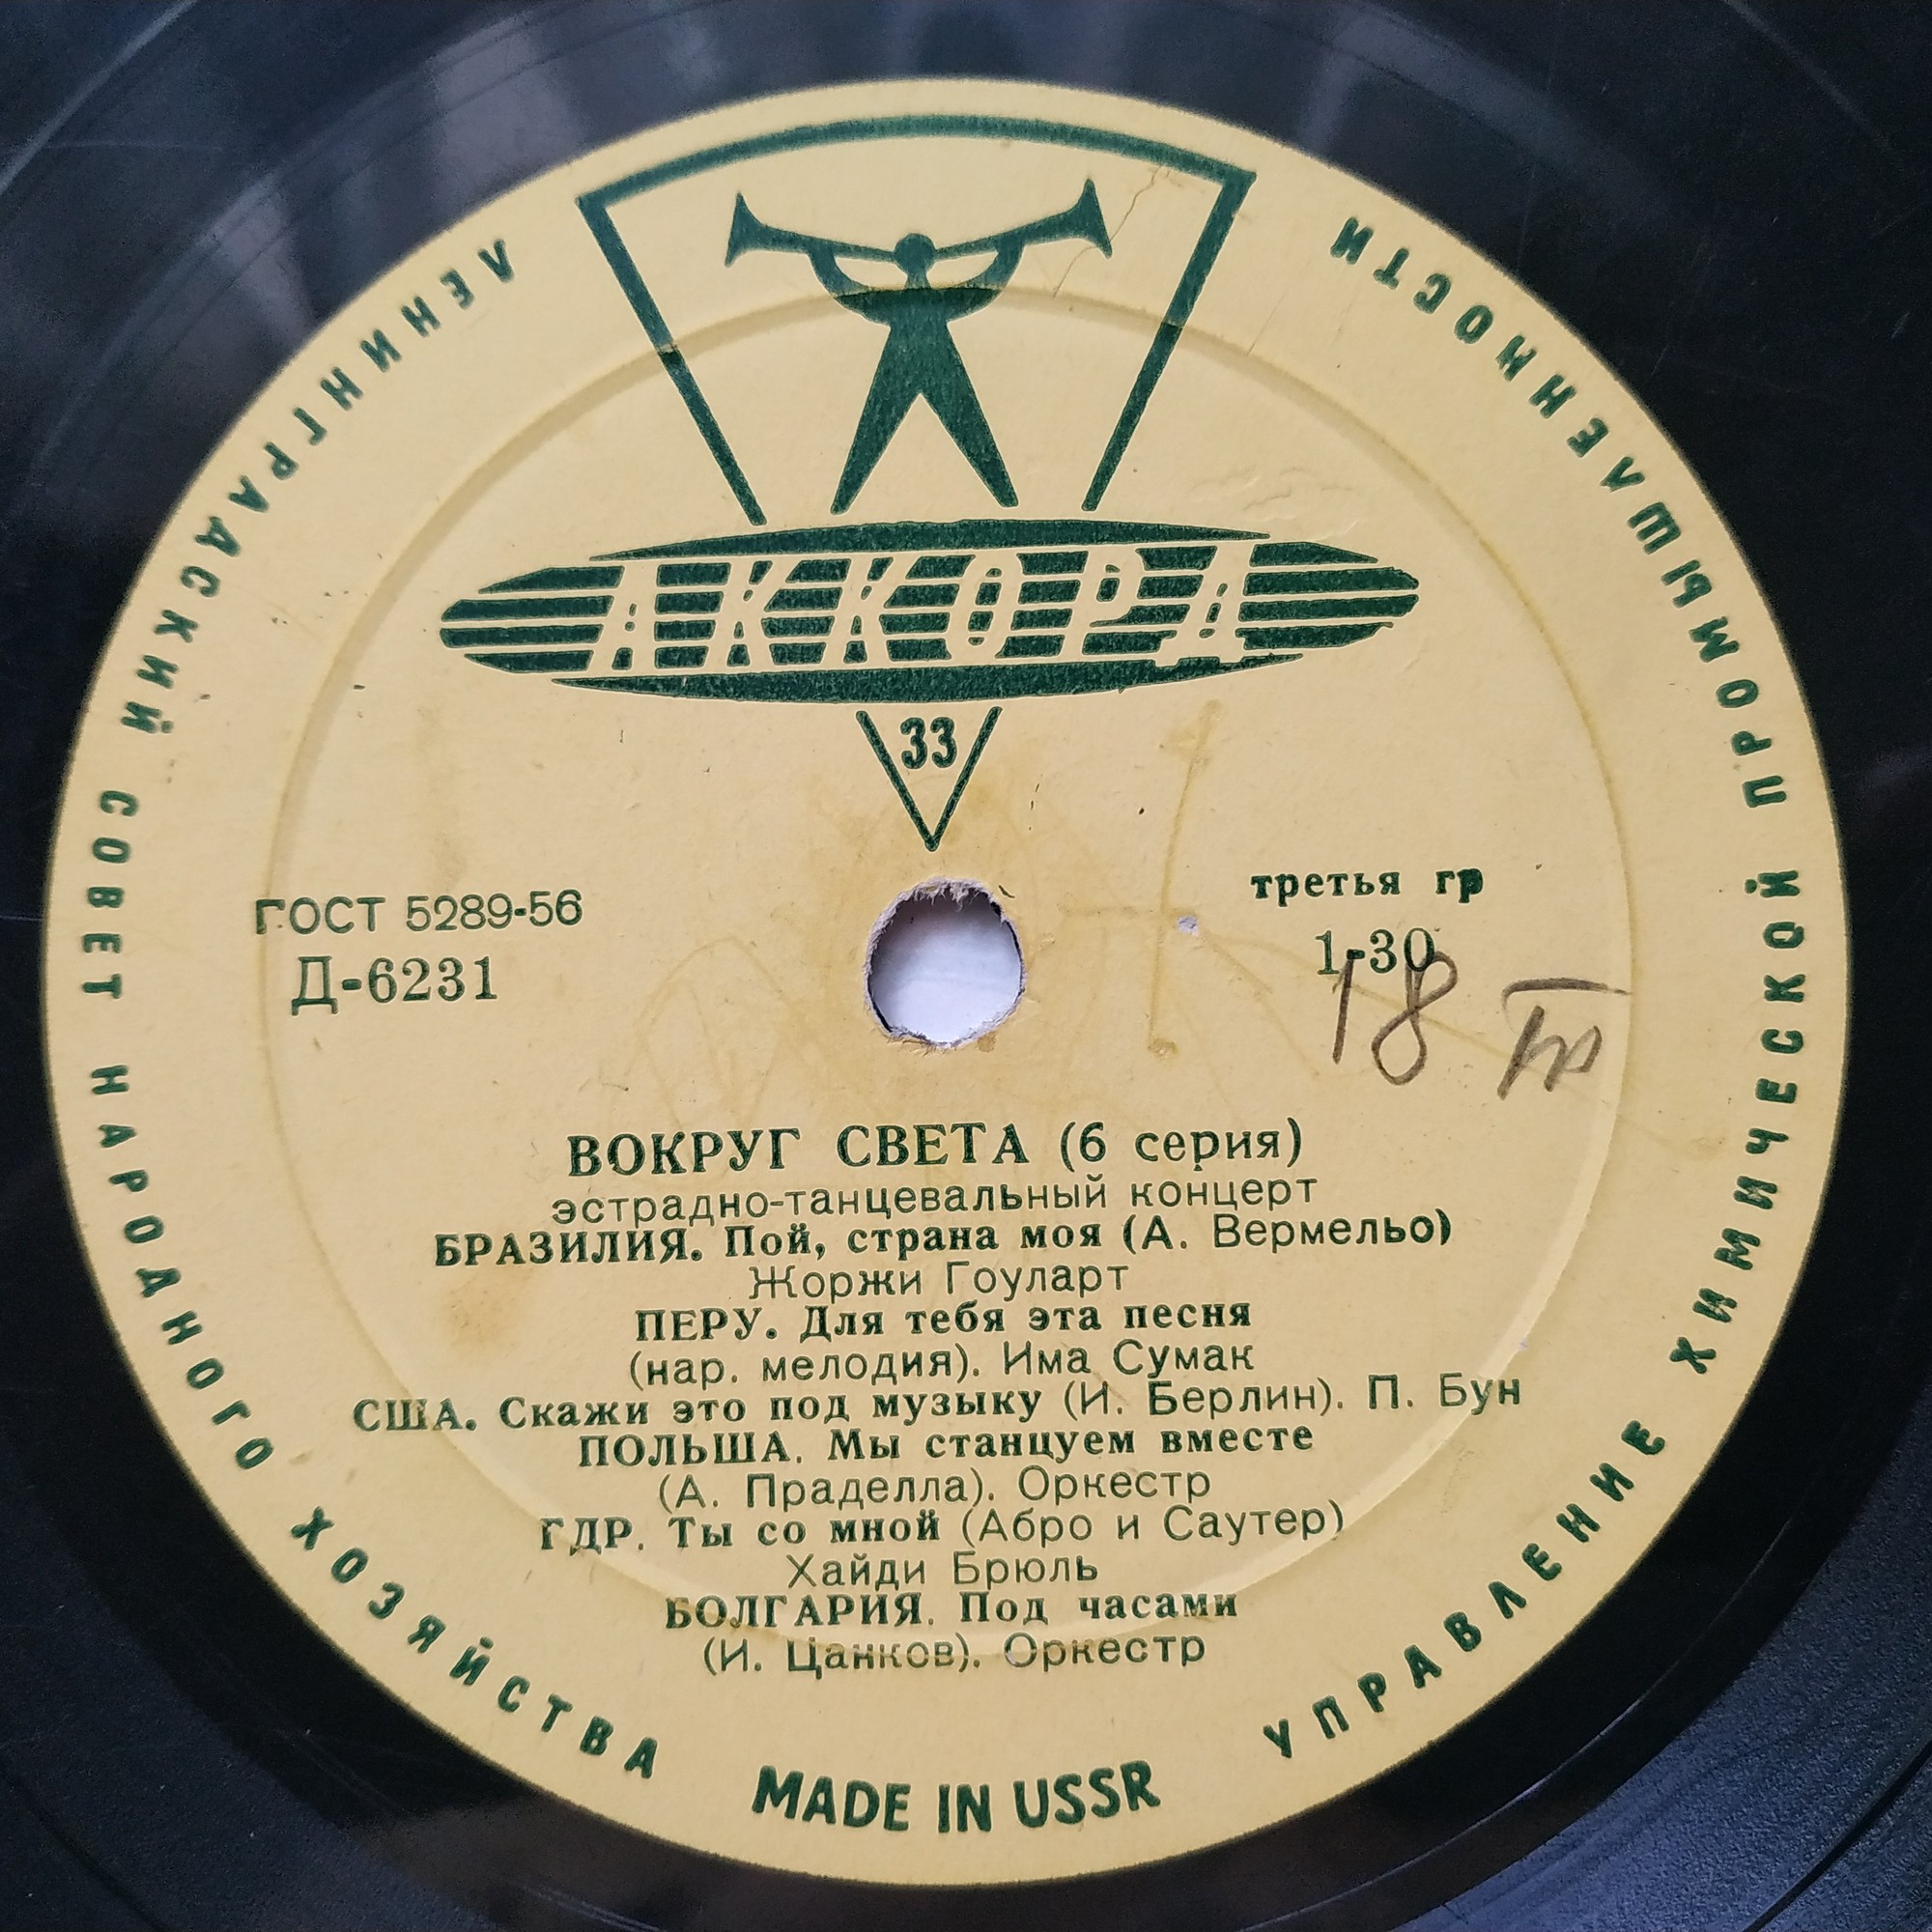 ЛЕНИНГРАДСКИЙ СОВЕТ НАРОДНОГО ХОЗЯЙСТВА
УПРАВЛЕНИЕ ХИМИЧЕСКОЙ ПРОМЫШЛЕННОСТИ
АККОРД
33
ГОСТ 5289-56
Д-6231
третья гр
1-30
18
ВОКРУГ СВЕТА (6 серия)
эстрадно-танцевальный концерт
БРАЗИЛИЯ. Пой, страна моя (А. Вермельо)
Жоржи Гоуларт
ПЕРУ. Для тебя эта песня
(нар. мелодия). Има Сумак
США. Скажи это под музыку (И. Берлин). П. Бун
ПОЛЬША. Мы станцуем вместе
(А. Праделла). Оркестр
ГДР. Ты со мной (Абро и Саутер)
Хайди Брюль
БОЛГАРИЯ. Под часами
(И. Цанков). Оркестр
MADE IN USSR